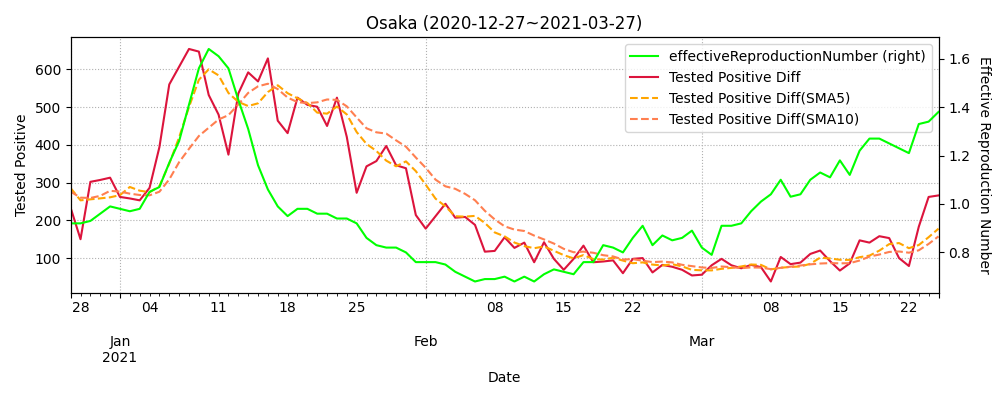 Osaka (2020-12-27~2021-03-27)
effectiveReproductionNumber (right)
Tested Positive Diff
Tested Positive Diff(SMA5)
Tested Positive Diff(SMA10)
Tested Positive
600
500
400
300
200
100
Effective Reproduction Number
1.6
1.4
1.2
1.0
0.8
28 04 11 18 25 08 15 22 08 15 22
Jan Feb Mar
2021
Date